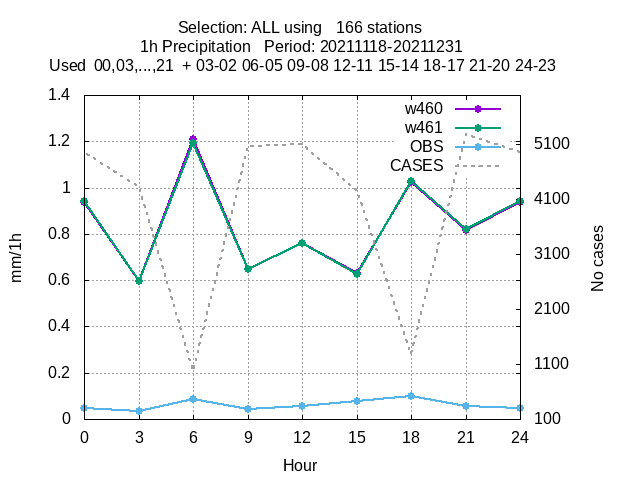 Selection: ALL using   166 stations
1h Precipitation   Period: 20211118-20211231
Used  00,03,...,21  + 03-02 06-05 09-08 12-11 15-14 18-17 21-20 24-23
w460
w461
OBS
CASES
1.4
1.2
1
0.8
0.6
0.4
0.2
0
5100
4100
3100
2100
1100
100
mm/1h
No cases
0 3 6 9 12 15 18 21 24
Hour